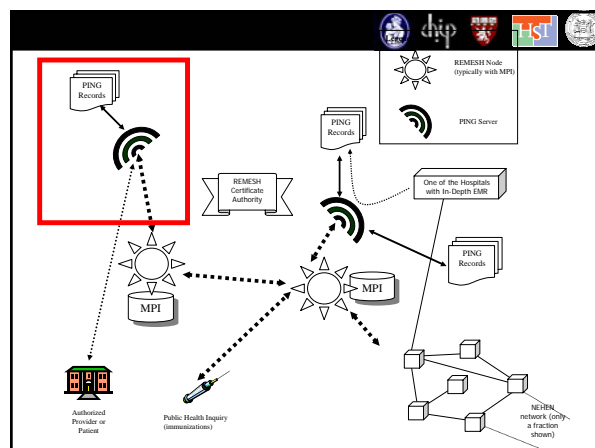 chip
HST
REMESH Node
(typically with MPI)
PING Server
PING
Records
PING
Records
REMESH
Certificate
Authority
One of the Hospitals
with In-Depth EMR
PING
Records
MPI
MPI
Authorized
Provider or
Patient
Public Health Inquiry
(immunizations)
NEHEN
network (only
a fraction
shown)